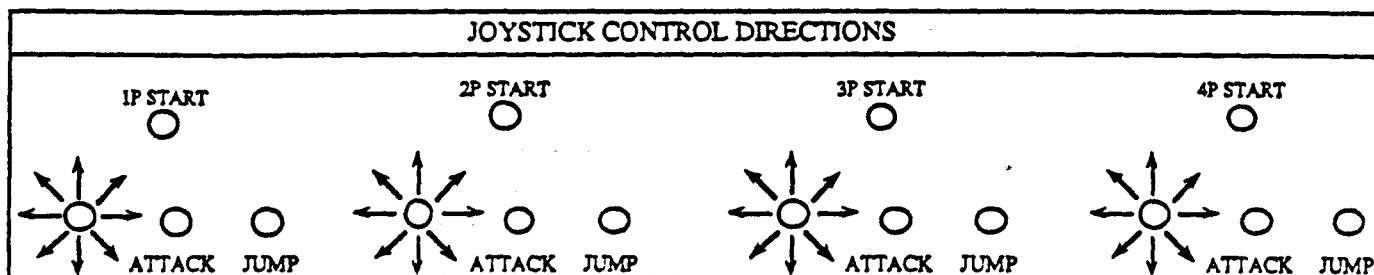 JOYSTICK CONTROL DIRECTIONS
1P START 2P START 3P START 4P START
ATTACK JUMP ATTACK JUMP ATTACK JUMP ATTACK JUMP